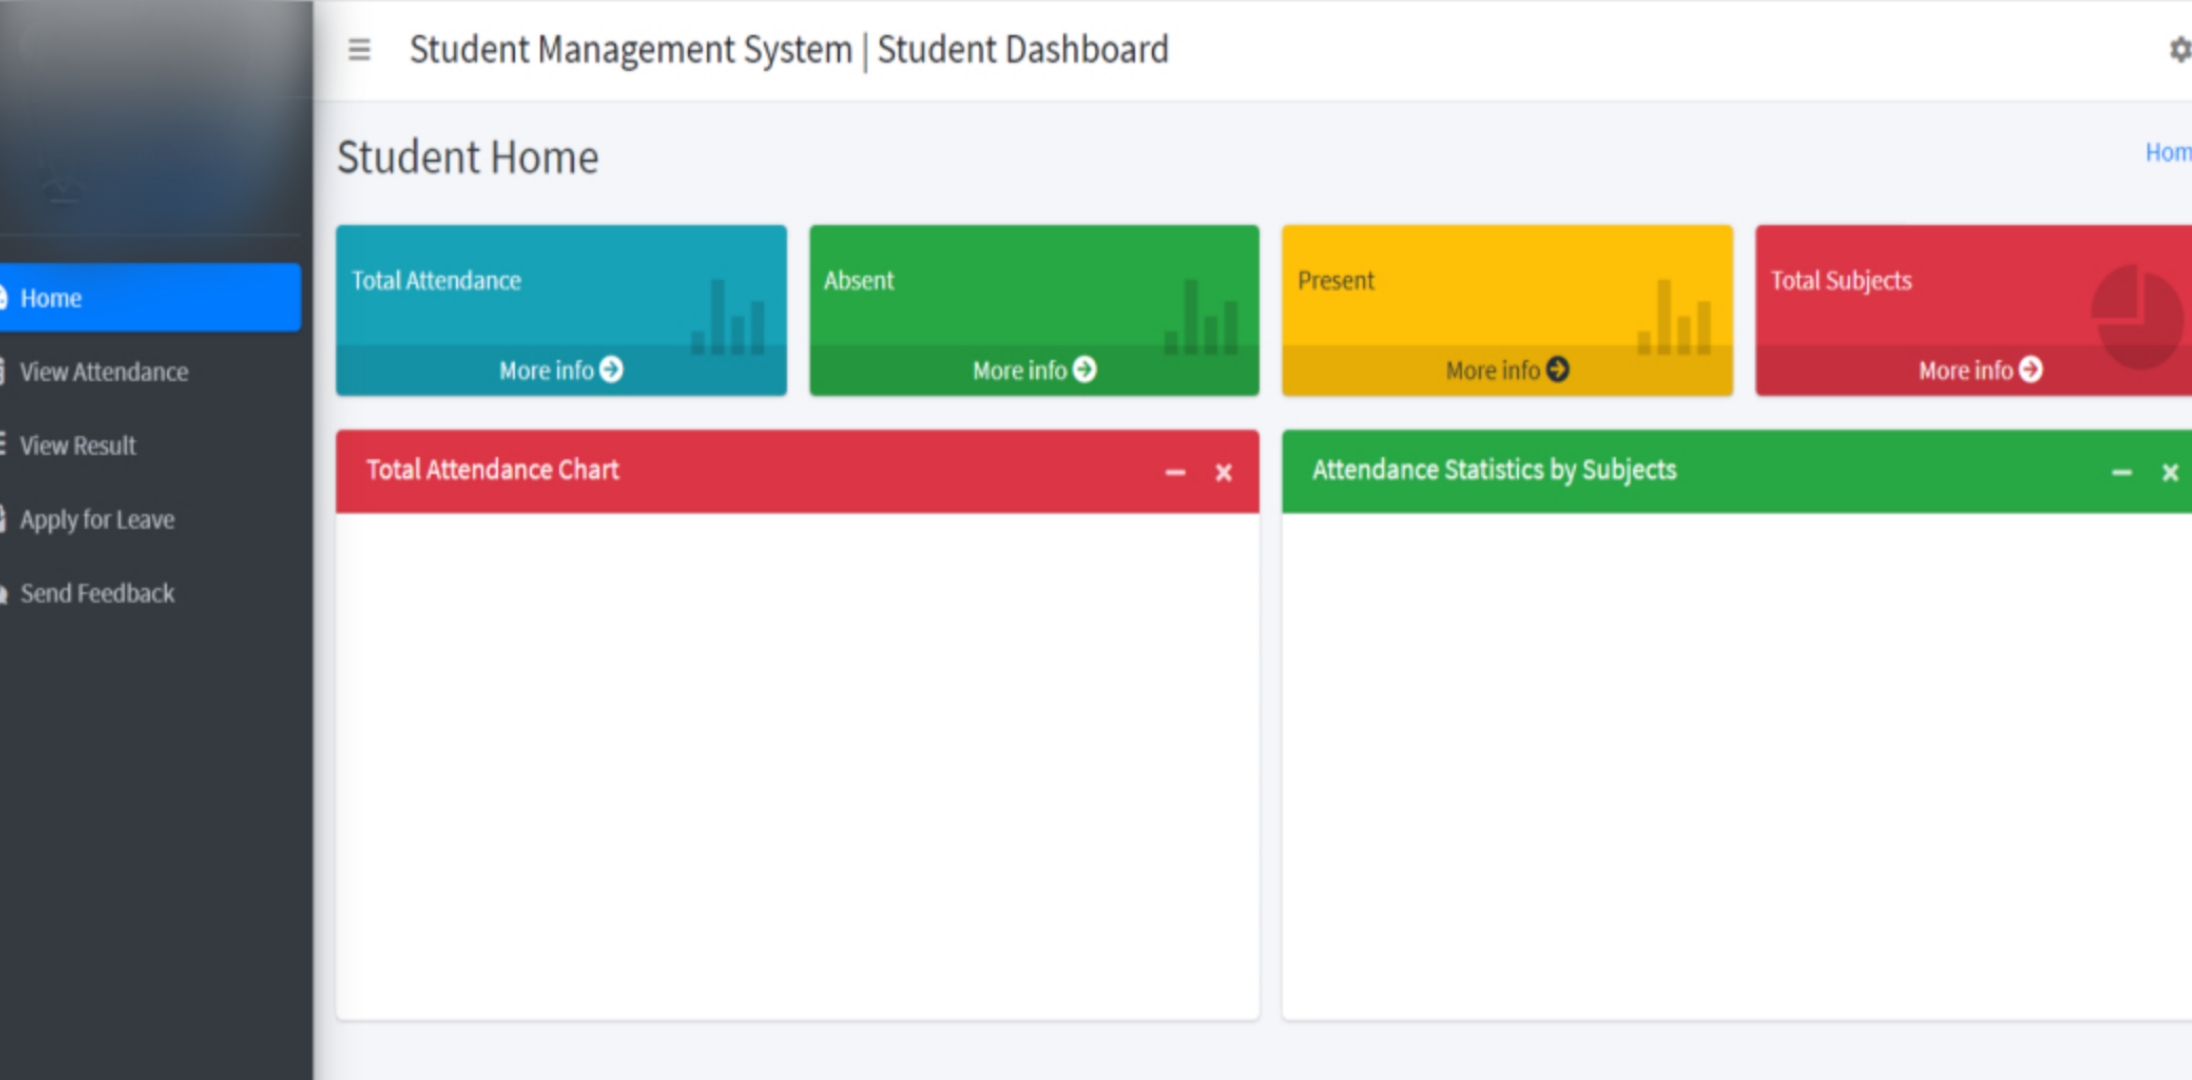 Student Management System | Student Dashboard
Student Home
Hom
Home
View Attendance
View Result
Apply for Leave
Send Feedback
Total Attendance
More info
Absent
More info
Present
More info
Total Subjects
More info
Total Attendance Chart
Attendance Statistics by Subjects